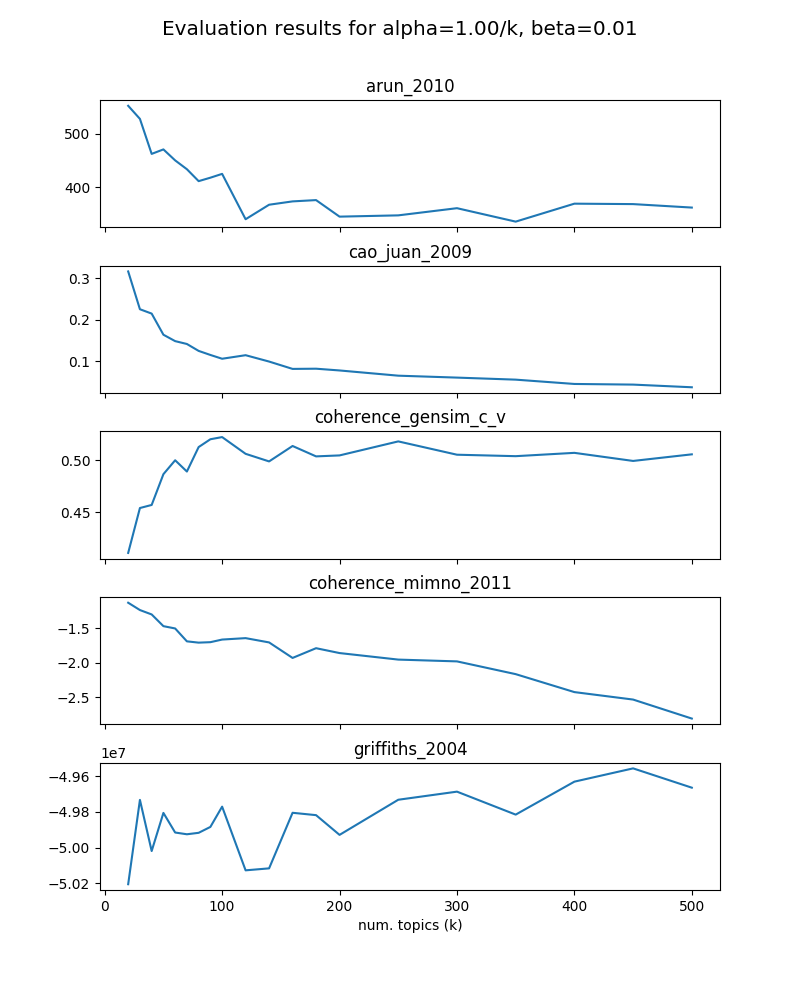 Evaluation results for alpha=1.00/k, beta=0.01
arun_2010
500
400
cao_juan_2009
0.3
0.2
0.1
coherence_gensim_c_v
0.50
0.45
coherence_mimno_2011
−1.5
−2.0
−2.5
1e7
griffiths_2004
−4.96
−4.98
−5.00
−5.02
0 100 200 300 400 500
num. topics (k)